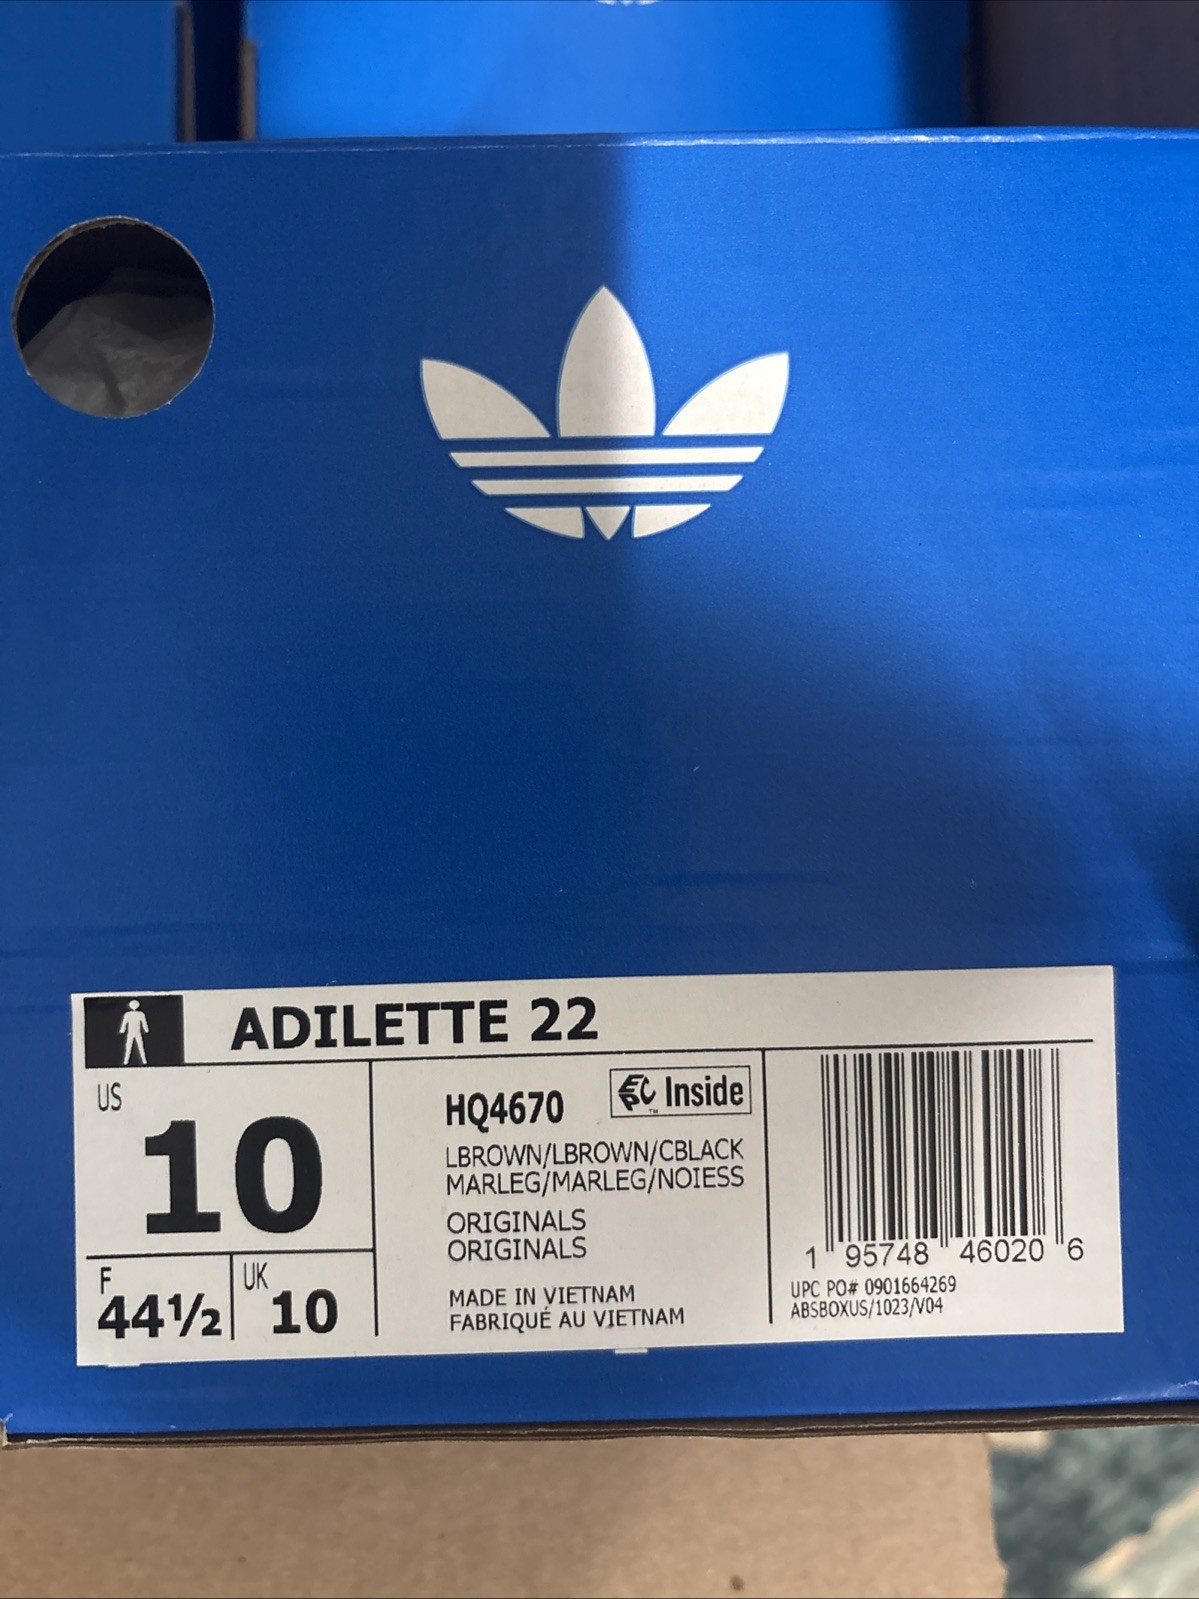 ADILETTE 22
US
10
F
44½
UK
10
HQ4670
EPC™ Inside
LBROWN/LBROWN/CBLACK
MARLEG/MARLEG/NOIESS
ORIGINALS
ORIGINALS
MADE IN VIETNAM
FABRIQUÉ AU VIETNAM
1 95748 46020 6
UPC PO# 0901664269
ABSBOXUS/1023/V04